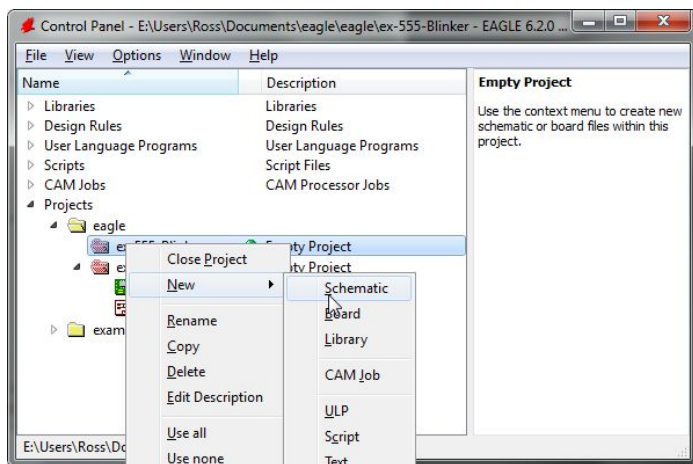 Control Panel - E:\Users\Ross\Documents\eagle\eagle\ex-555-Blinker - EAGLE 6.2.0 ...
File View Options Window Help
Name Description
Libraries Libraries
Design Rules Design Rules
User Language Programs User Language Programs
Scripts Script Files
CAM Jobs CAM Processor Jobs
Projects
eagle
Empty Project
Close Project
New
Rename
Copy
Delete
Edit Description
Use all
Use none
Schematic
Board
Library
CAM Job
ULP
Script
Text
Empty Project
Use the context menu to create new
schematic or board files within this
project.